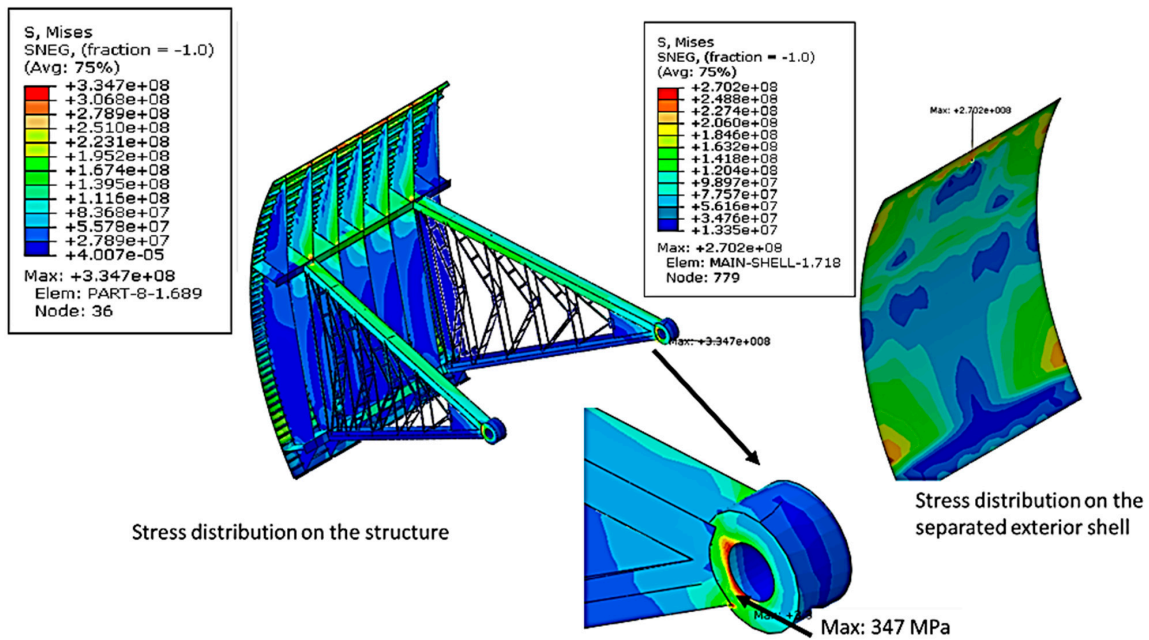 S, Mises
SNEG, (fraction = -1.0)
(Avg: 75%)
+3.347e+08
+3.068e+08
+2.789e+08
+2.510e+08
+2.231e+08
+1.952e+08
+1.674e+08
+1.395e+08
+1.116e+08
+8.368e+07
+5.578e+07
+2.789e+07
+4.007e-05
Max: +3.347e+08
Elem: PART-8-1.689
Node: 36
S, Mises
SNEG, (fraction = -1.0)
(Avg: 75%)
+2.702e+08
+2.488e+08
+2.274e+08
+2.060e+08
+1.846e+08
+1.632e+08
+1.418e+08
+1.204e+08
+9.897e+07
+7.757e+07
+5.616e+07
+3.476e+07
+1.335e+07
Max: +2.702e+08
Elem: MAIN-SHELL-1.718
Node: 779
Max: +2.702e+008
Max: +3.347e+008
Stress distribution on the structure
Stress distribution on the
separated exterior shell
Max: 347 MPa